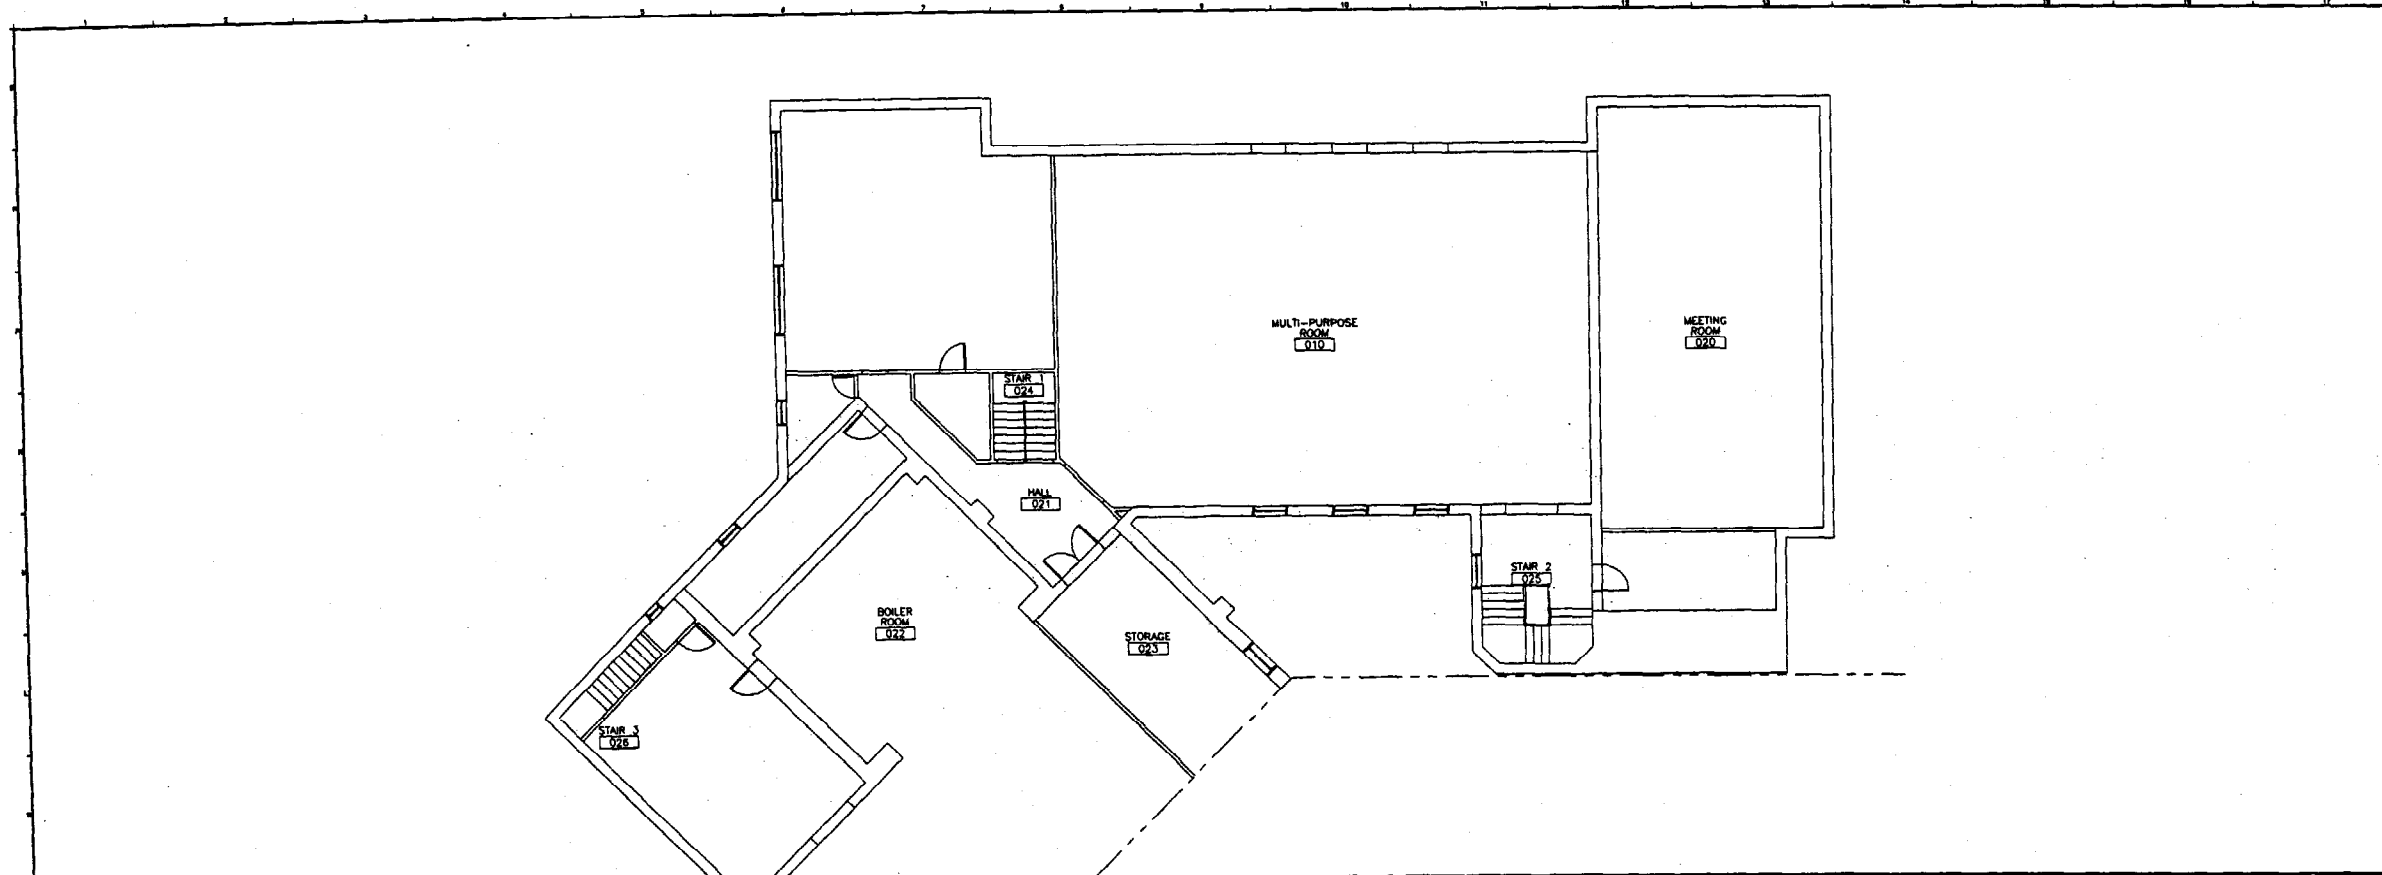 MULTI-PURPOSE
ROOM
010
MEETING
ROOM
020
STAIR 1
024
HALL
021
STAIR 2
025
BOILER
ROOM
022
STORAGE
023
STAIR 3
026